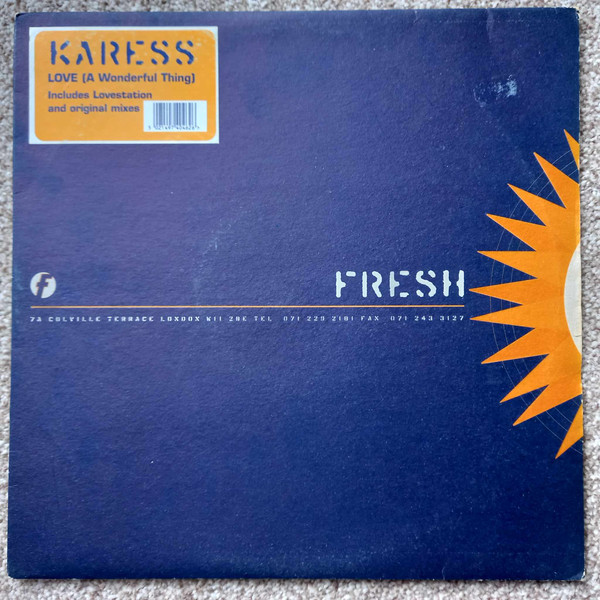 KARESS
LOVE (A Wonderful Thing)
Includes Lovestation
and original mixes
f
FRESH
7A COLVILLE TERRACE LONDON W11 2BE TEL 071 229 2181 FAX 071 243 3127